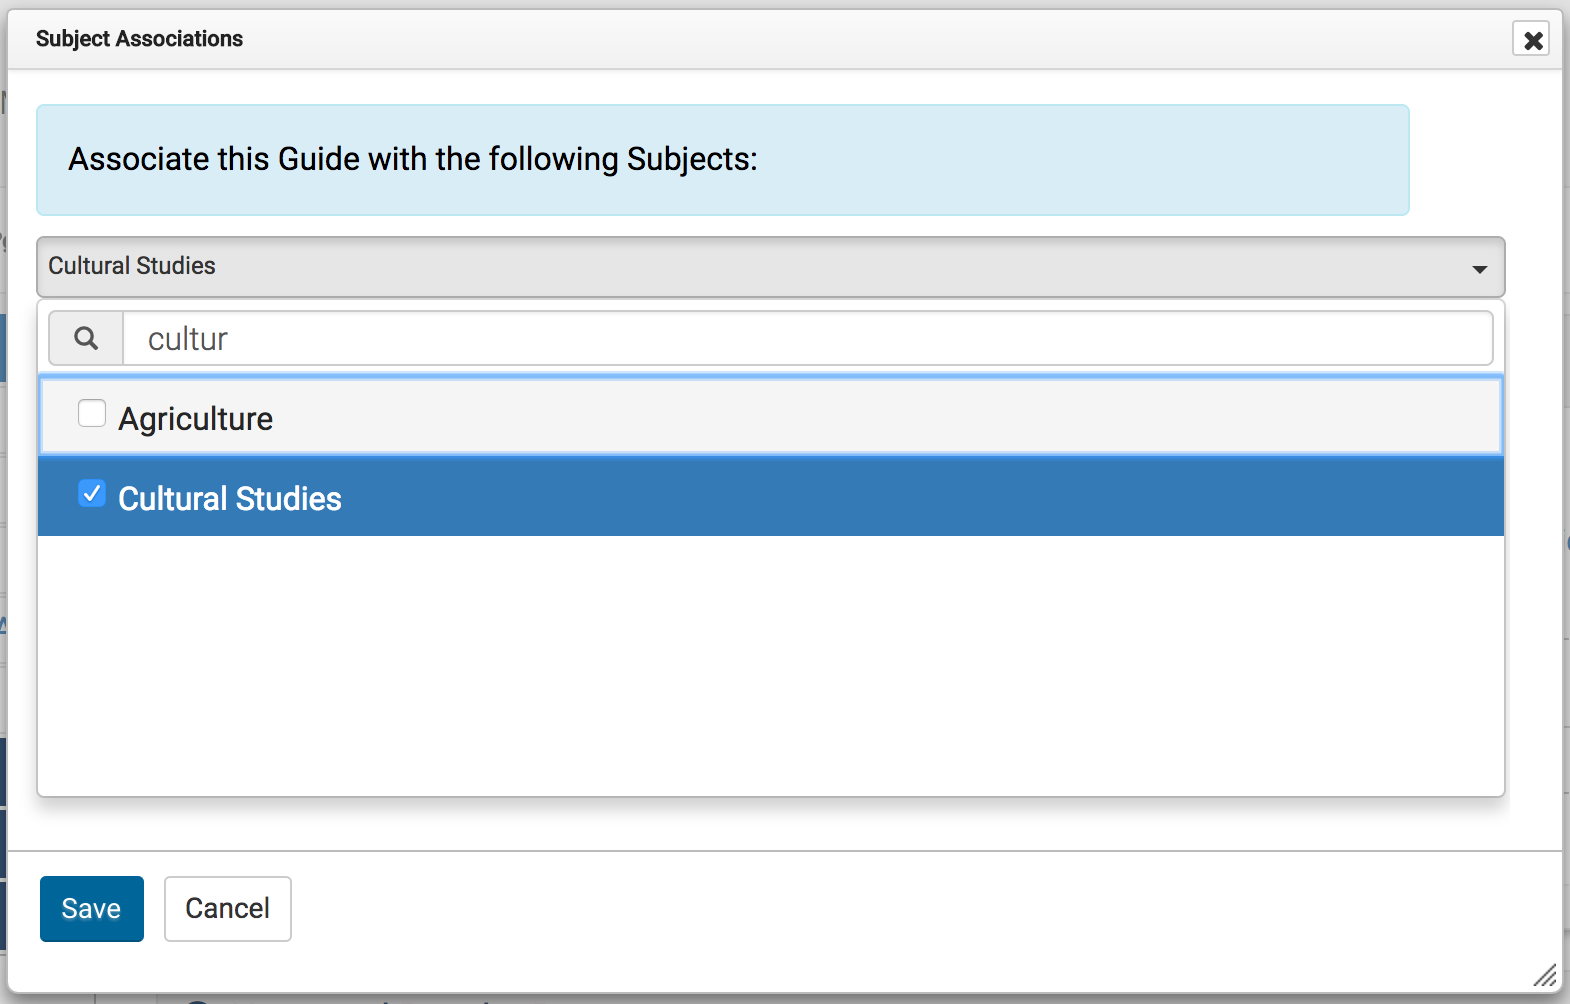 Subject Associations
Associate this Guide with the following Subjects:
Cultural Studies
cultur
Agriculture
Cultural Studies
Save
Cancel